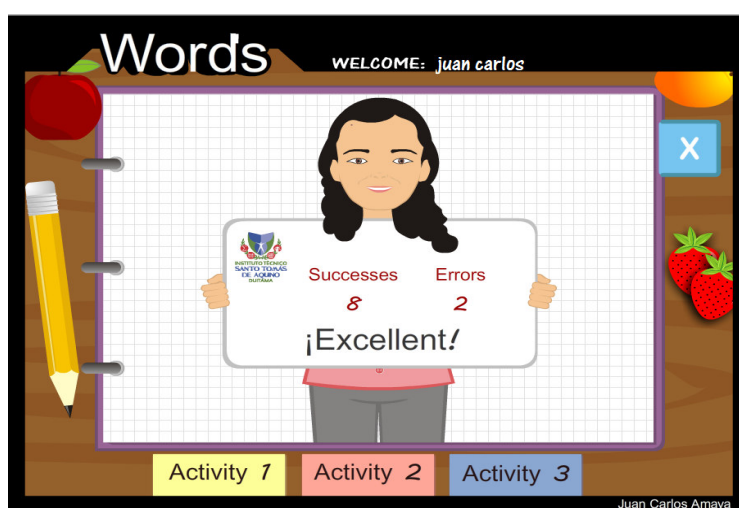 Words
WELCOME: juan carlos
X
INSTITUTO TÉCNICO
SANTO TOMÁS
DE AQUINO
DUITAMA
Successes Errors
8 2
¡Excellent!
Activity 1 Activity 2 Activity 3
Juan Carlos Amaya